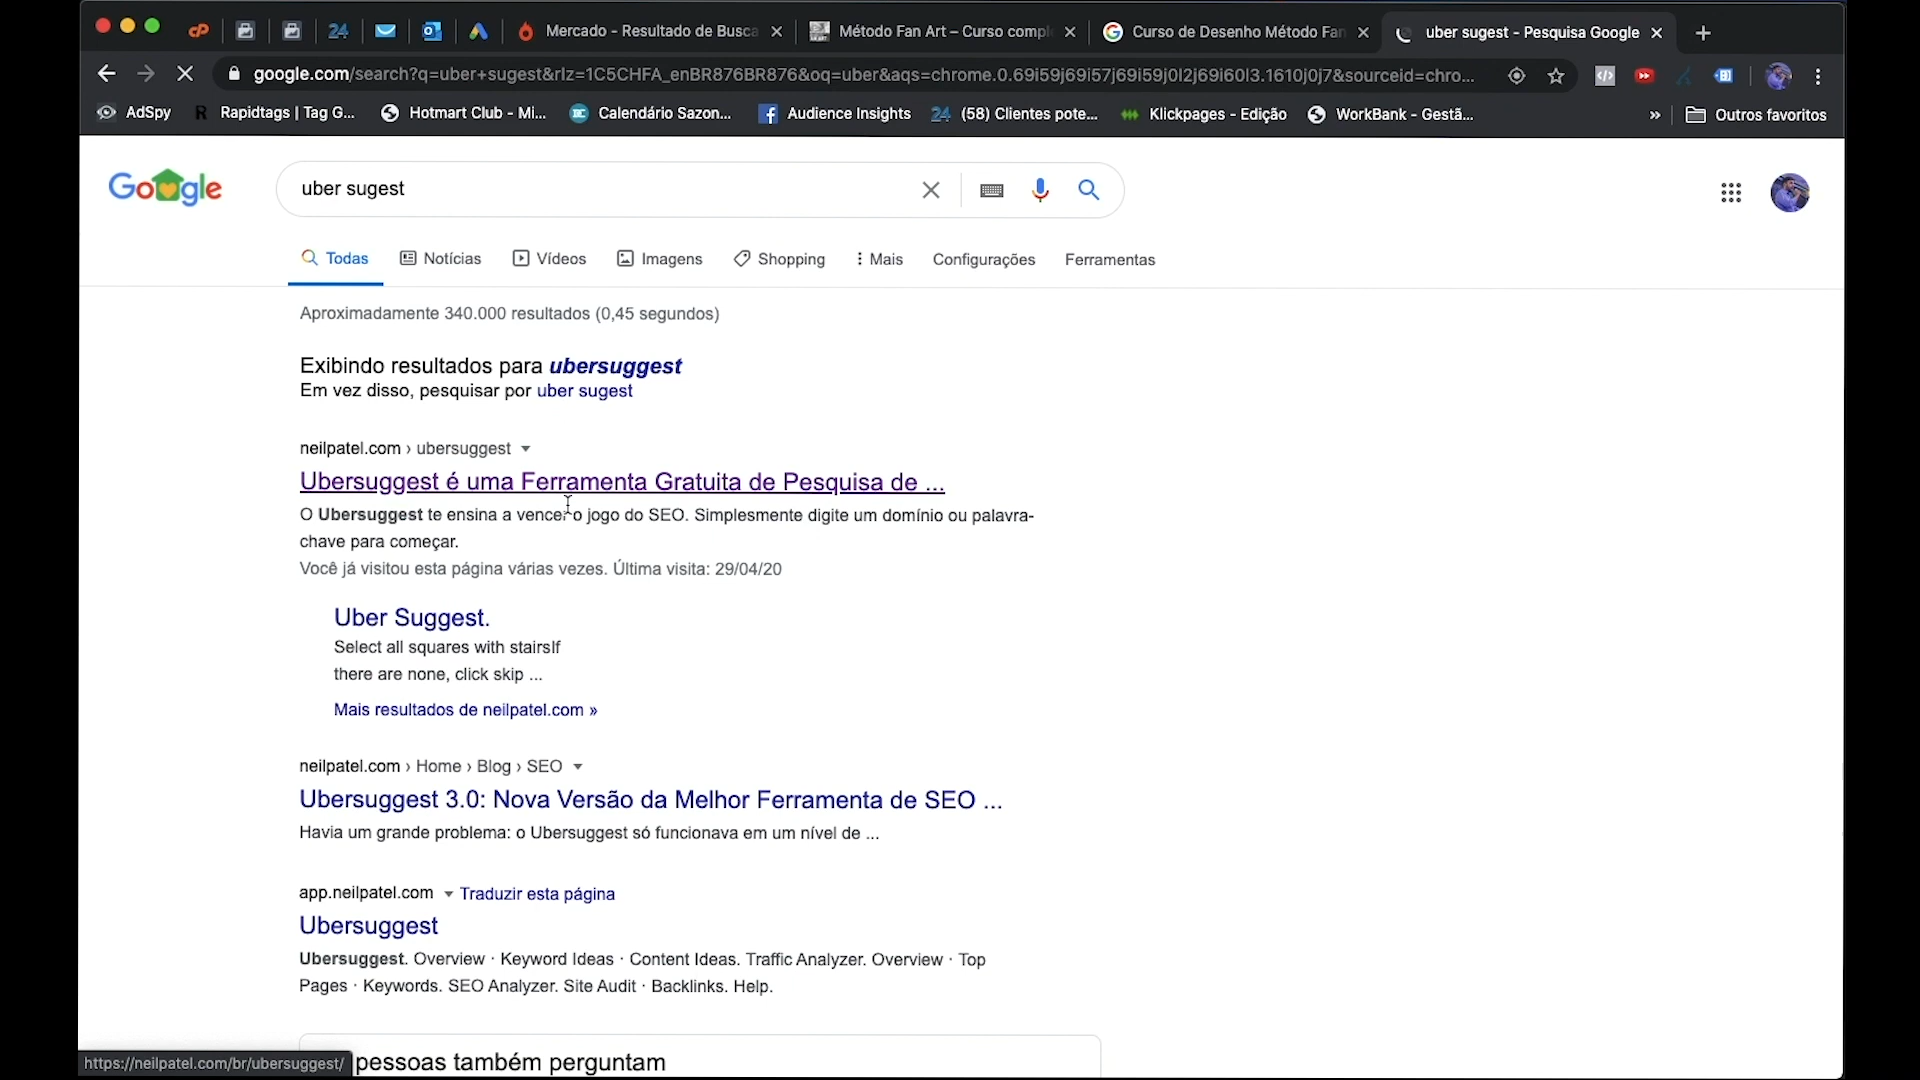 24
Mercado - Resultado de Busca
Método Fan Art – Curso compl
Curso de Desenho Método Fan
uber sugest - Pesquisa Google
google.com/search?q=uber+sugest&rlz=1C5CHFA_enBR876BR876&oq=uber&aqs=chrome.0.69i59j69i57j69i59j0l2j69i60l3.1610j0j7&sourceid=chro...
AdSpy
Rapidtags | Tag G...
Hotmart Club - Mi...
Calendário Sazon...
Audience Insights
24 (58) Clientes pote...
Klickpages - Edição
WorkBank - Gestã...
»
Outros favoritos
Google
uber sugest
Todas
Notícias
Vídeos
Imagens
Shopping
Mais
Configurações
Ferramentas
Aproximadamente 340.000 resultados (0,45 segundos)
Exibindo resultados para ubersuggest
Em vez disso, pesquisar por uber sugest
neilpatel.com › ubersuggest
Ubersuggest é uma Ferramenta Gratuita de Pesquisa de ...
O Ubersuggest te ensina a vencer o jogo do SEO. Simplesmente digite um domínio ou palavra-
chave para começar.
Você já visitou esta página várias vezes. Última visita: 29/04/20
Uber Suggest.
Select all squares with stairsIf
there are none, click skip ...
Mais resultados de neilpatel.com »
neilpatel.com › Home › Blog › SEO
Ubersuggest 3.0: Nova Versão da Melhor Ferramenta de SEO ...
Havia um grande problema: o Ubersuggest só funcionava em um nível de ...
app.neilpatel.com
Traduzir esta página
Ubersuggest
Ubersuggest. Overview · Keyword Ideas · Content Ideas. Traffic Analyzer. Overview · Top
Pages · Keywords. SEO Analyzer. Site Audit · Backlinks. Help.
https://neilpatel.com/br/ubersuggest/
pessoas também perguntam